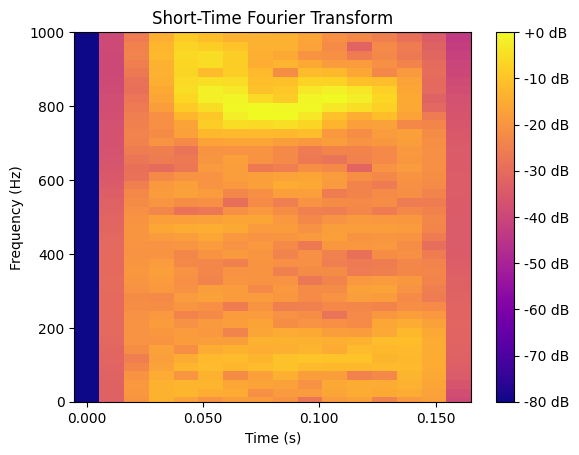 Short-Time Fourier Transform
1000
800
600
400
200
0
Frequency (Hz)
0.000
0.050
0.100
0.150
Time (s)
+0 dB
-10 dB
-20 dB
-30 dB
-40 dB
-50 dB
-60 dB
-70 dB
-80 dB